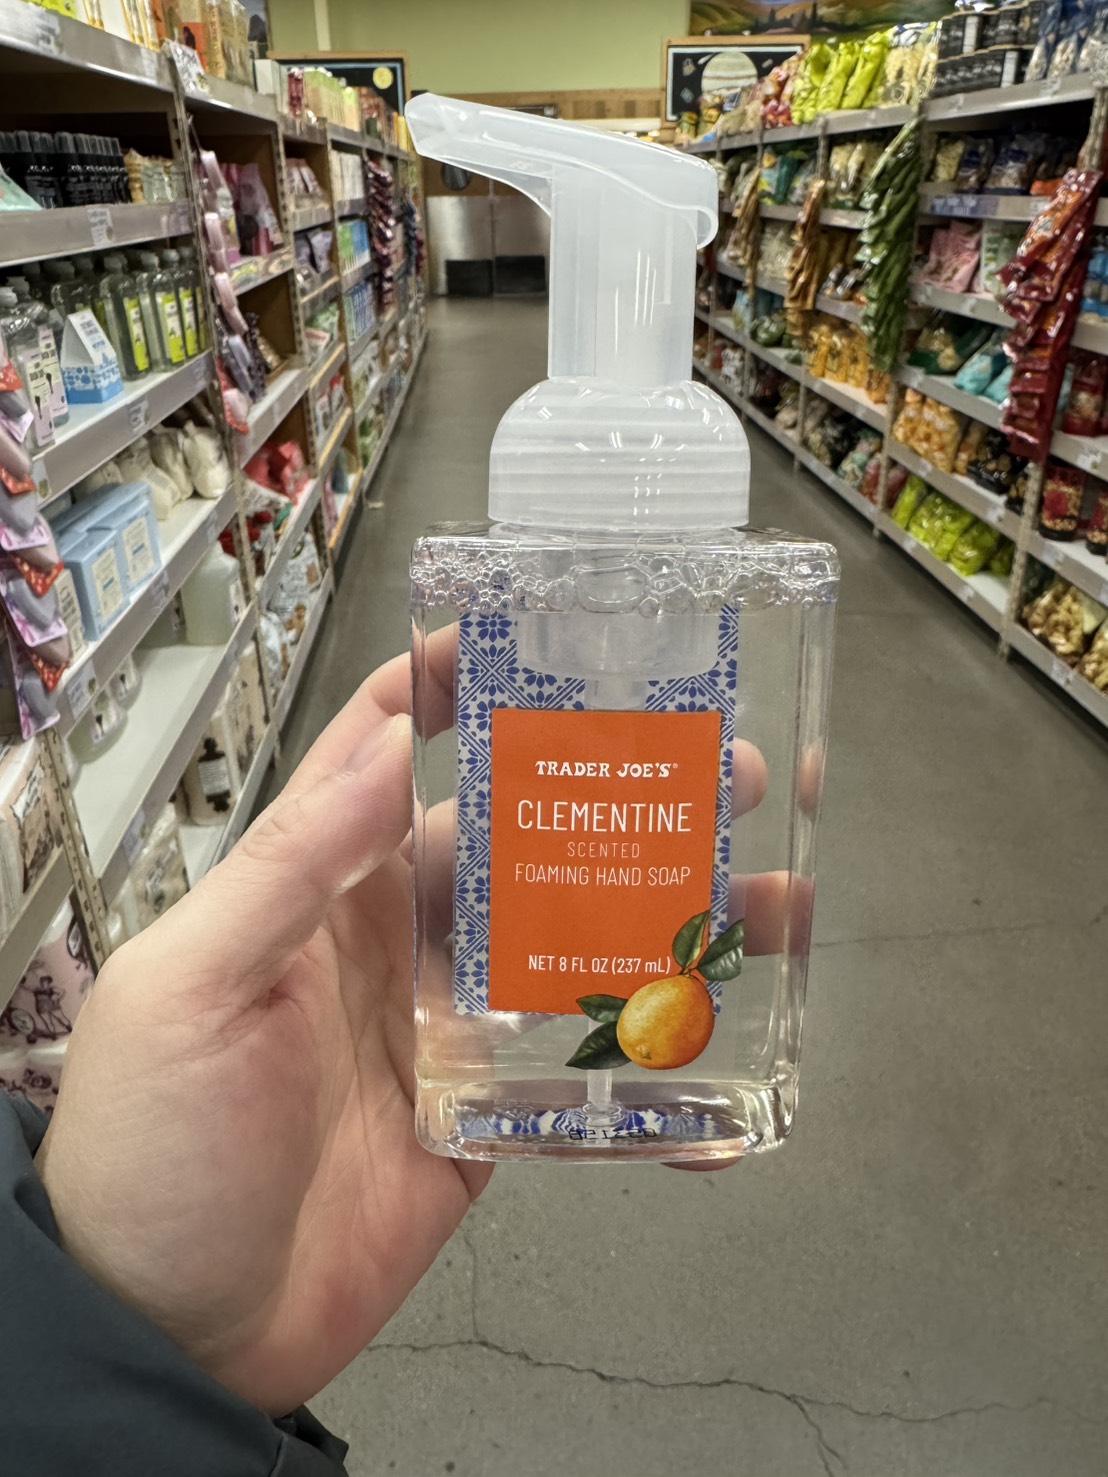 TRADER JOE'S®
CLEMENTINE
SCENTED
FOAMING HAND SOAP
NET 8 FL OZ (237 mL)